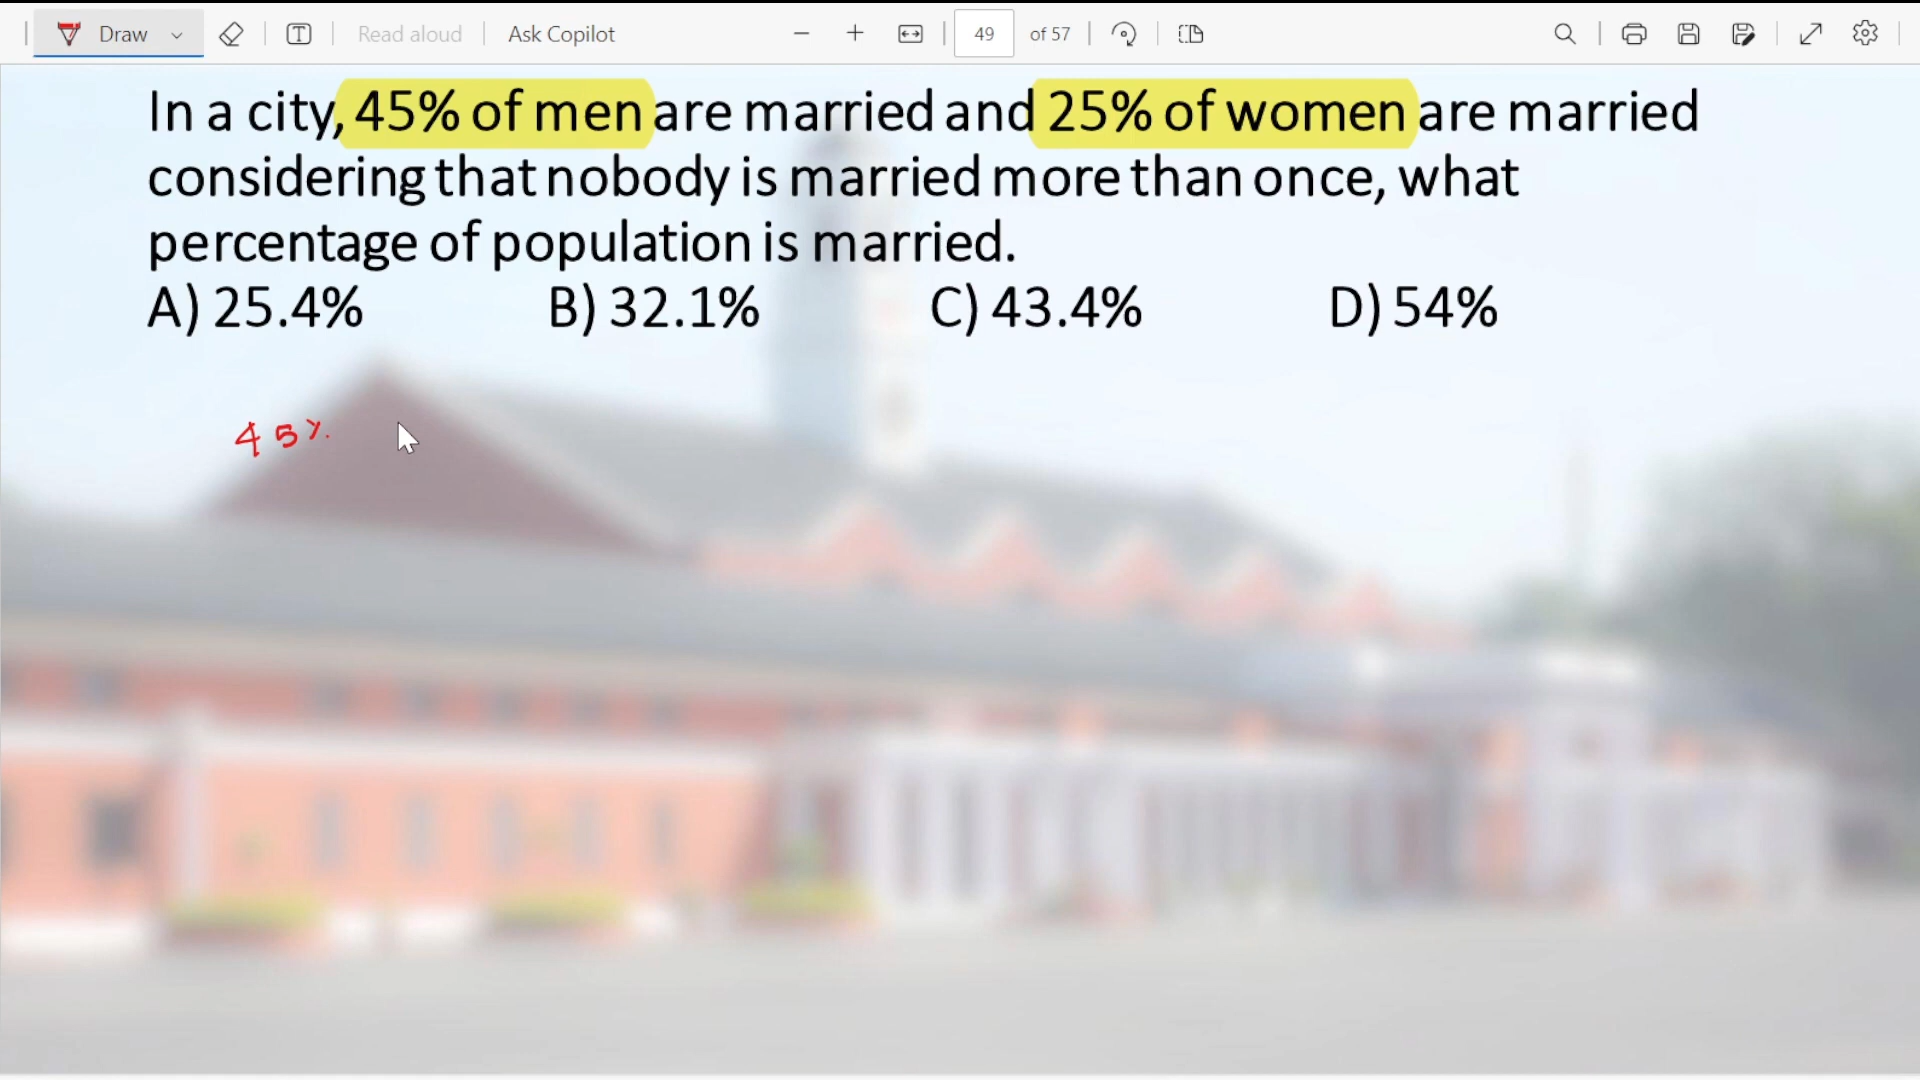 Draw
Read aloud
Ask Copilot
49 of 57
In a city, 45% of men are married and 25% of women are married
considering that nobody is married more than once, what
percentage of population is married.
A) 25.4% B) 32.1% C) 43.4% D) 54%
45%